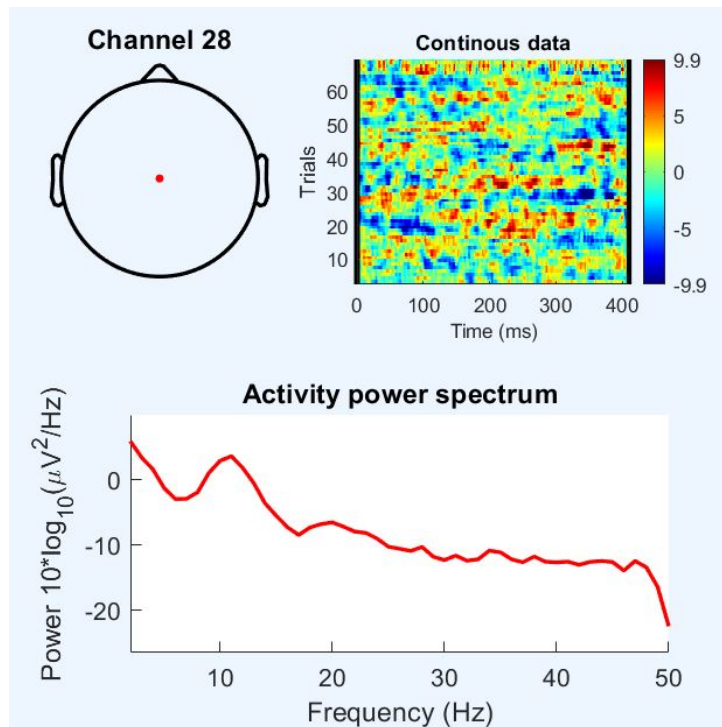 Channel 28
Continous data
60
50
40
30
20
10
Trials
0 100 200 300 400
Time (ms)
9.9
5
0
-5
-9.9
Activity power spectrum
Power 10*log10(μV2/Hz)
0
-10
-20
10 20 30 40 50
Frequency (Hz)